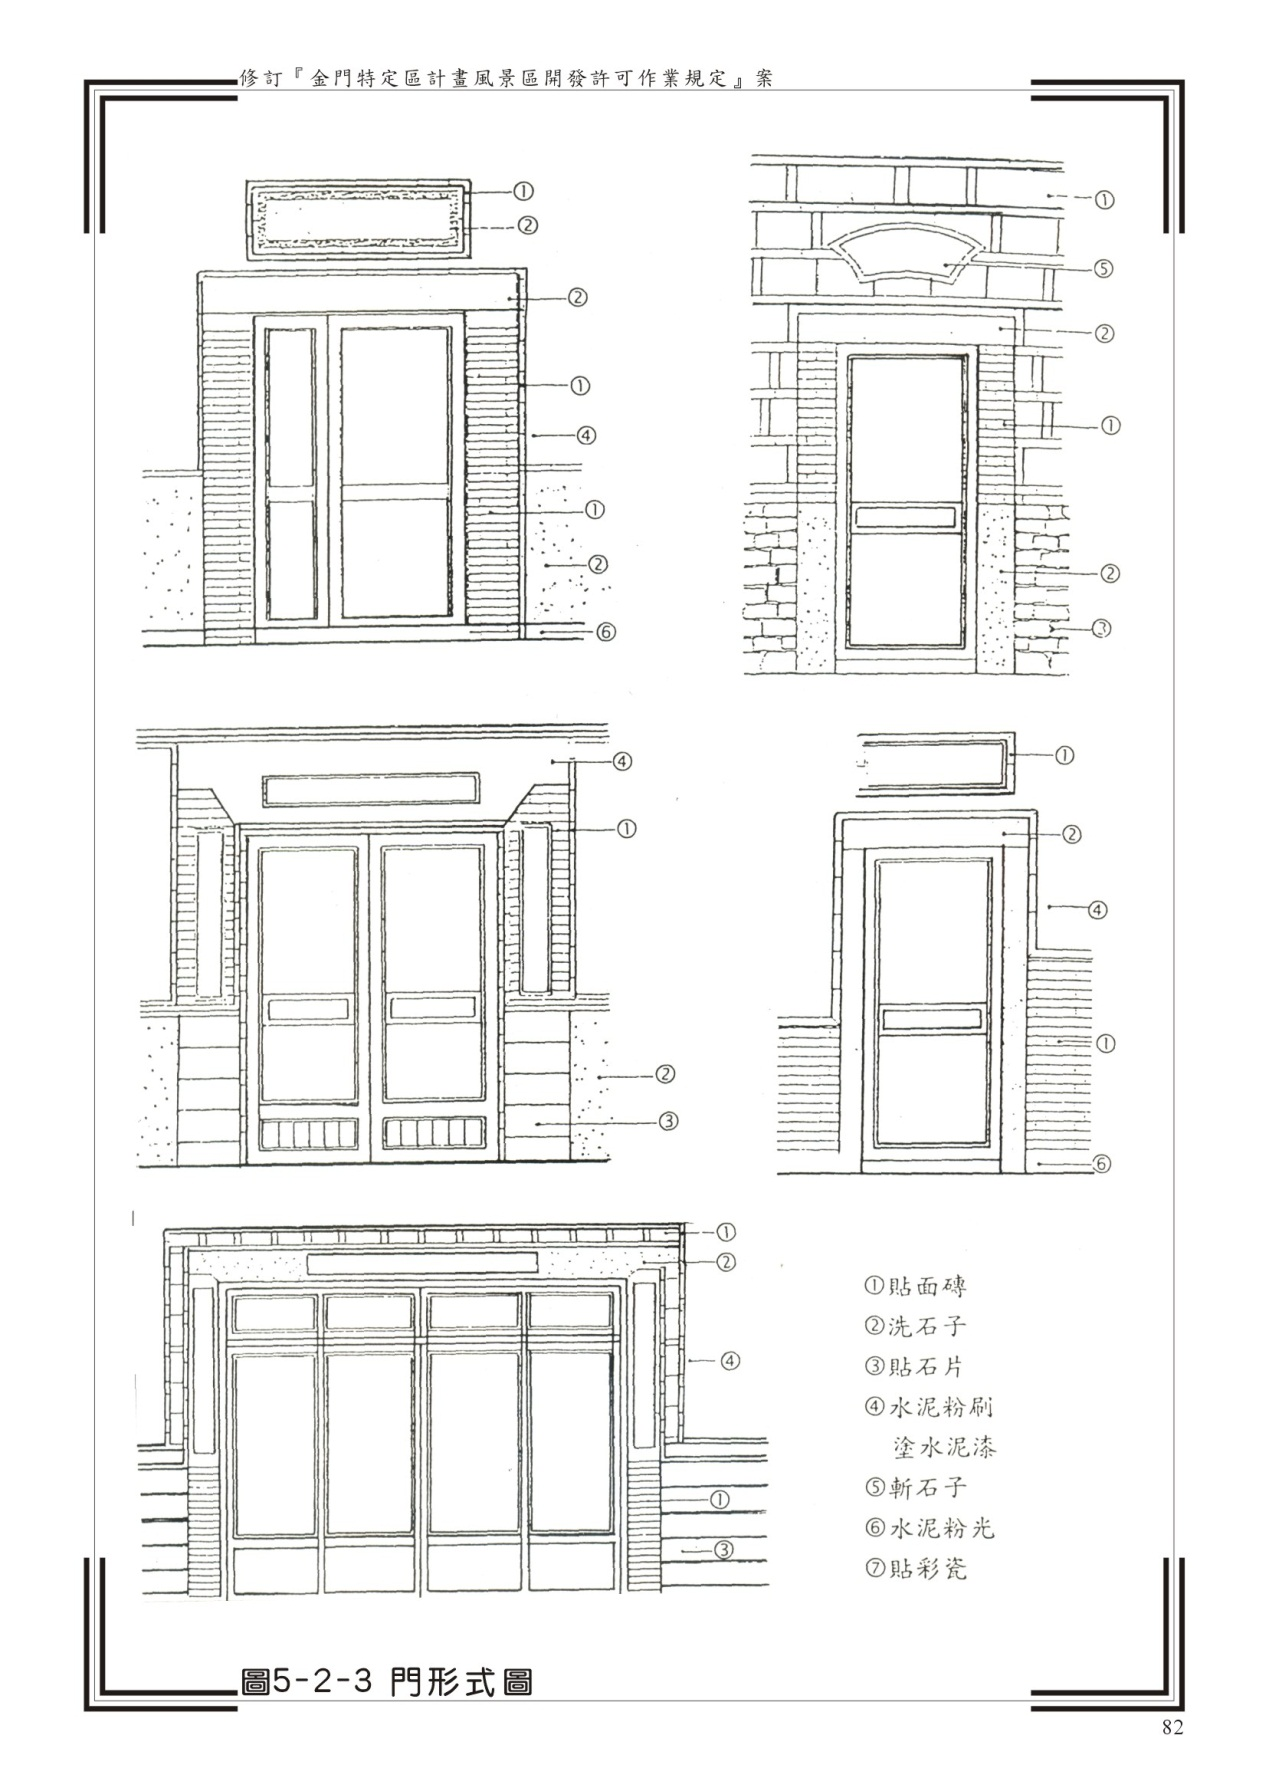 修訂『金門特定區計畫風景區開發許可作業規定』案
①
②
②
①
④
①
②
⑥
①
⑤
②
①
②
③
④
①
②
③
①
②
④
①
⑥
①
②
④
①
③
①貼面磚
②洗石子
③貼石片
④水泥粉刷
塗水泥漆
⑤斬石子
⑥水泥粉光
⑦貼彩瓷
圖5-2-3 門形式圖
82